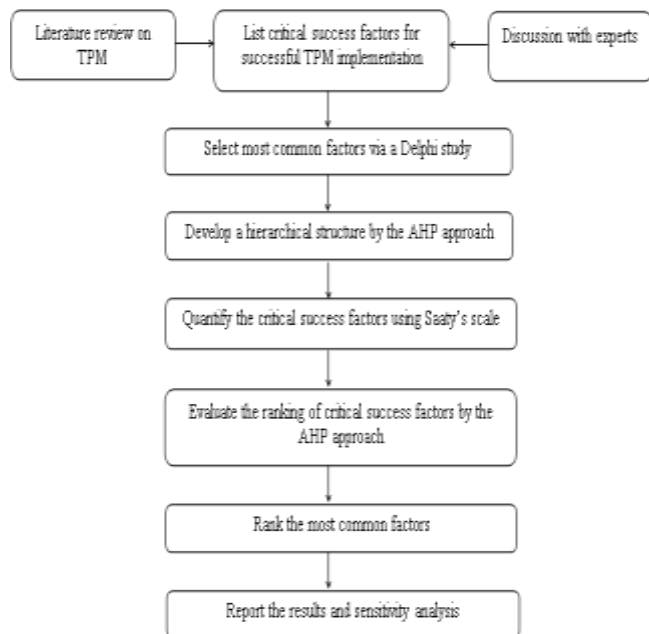 Literature review on
TPM
List critical success factors for
successful TPM implementation
Discussion with experts
Select most common factors via a Delphi study
Develop a hierarchical structure by the AHP approach
Quantify the critical success factors using Saaty's scale
Evaluate the ranking of critical success factors by the
AHP approach
Rank the most common factors
Report the results and sensitivity analysis